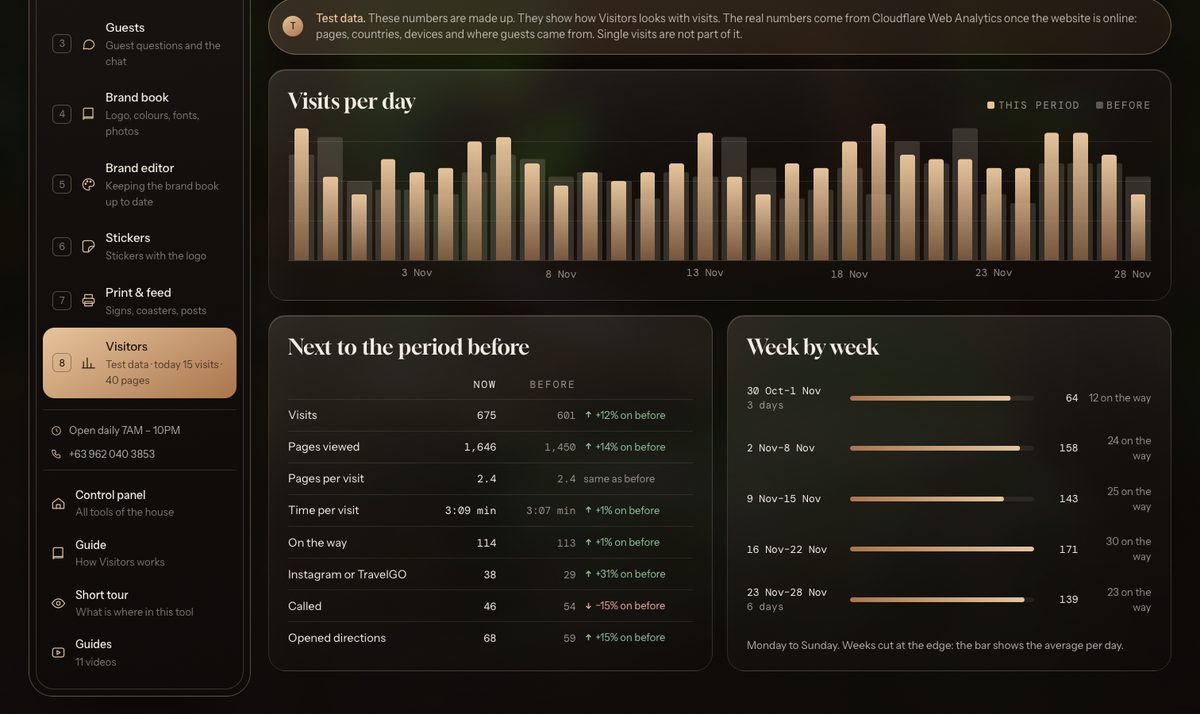 3
Guests
Guest questions and the
chat
4
Brand book
Logo, colours, fonts,
photos
5
Brand editor
Keeping the brand book
up to date
6
Stickers
Stickers with the logo
7
Print & feed
Signs, coasters, posts
8
Visitors
Test data · today 15 visits ·
40 pages
Open daily 7AM – 10PM
+63 962 040 3853
Control panel
All tools of the house
Guide
How Visitors works
Short tour
What is where in this tool
Guides
11 videos
T
Test data. These numbers are made up. They show how Visitors looks with visits. The real numbers come from Cloudflare Web Analytics once the website is online:
pages, countries, devices and where guests came from. Single visits are not part of it.
Visits per day
THIS PERIOD BEFORE
3 Nov 8 Nov 13 Nov 18 Nov 23 Nov 28 Nov
Next to the period before
NOW BEFORE
Visits 675 601 ↑ +12% on before
Pages viewed 1,646 1,450 ↑ +14% on before
Pages per visit 2.4 2.4 same as before
Time per visit 3:09 min 3:07 min ↑ +1% on before
On the way 114 113 ↑ +1% on before
Instagram or TravelGO 38 29 ↑ +31% on before
Called 46 54 ↓ −15% on before
Opened directions 68 59 ↑ +15% on before
Week by week
30 Oct–1 Nov 64 12 on the way
3 days
2 Nov–8 Nov 158 24 on the
way
9 Nov–15 Nov 143 25 on the
way
16 Nov–22 Nov 171 30 on the
way
23 Nov–28 Nov 139 23 on the
6 days way
Monday to Sunday. Weeks cut at the edge: the bar shows the average per day.